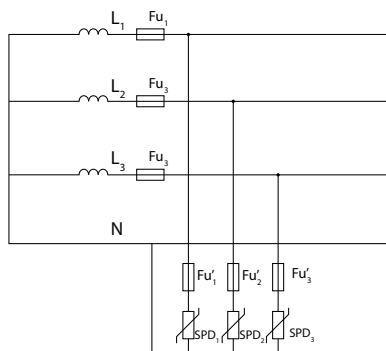 L₁ Fu₁
L₂ Fu₃
L₃ Fu₃
N
Fu'₁ Fu'₂ Fu'₃
SPD₁ SPD₂ SPD₃